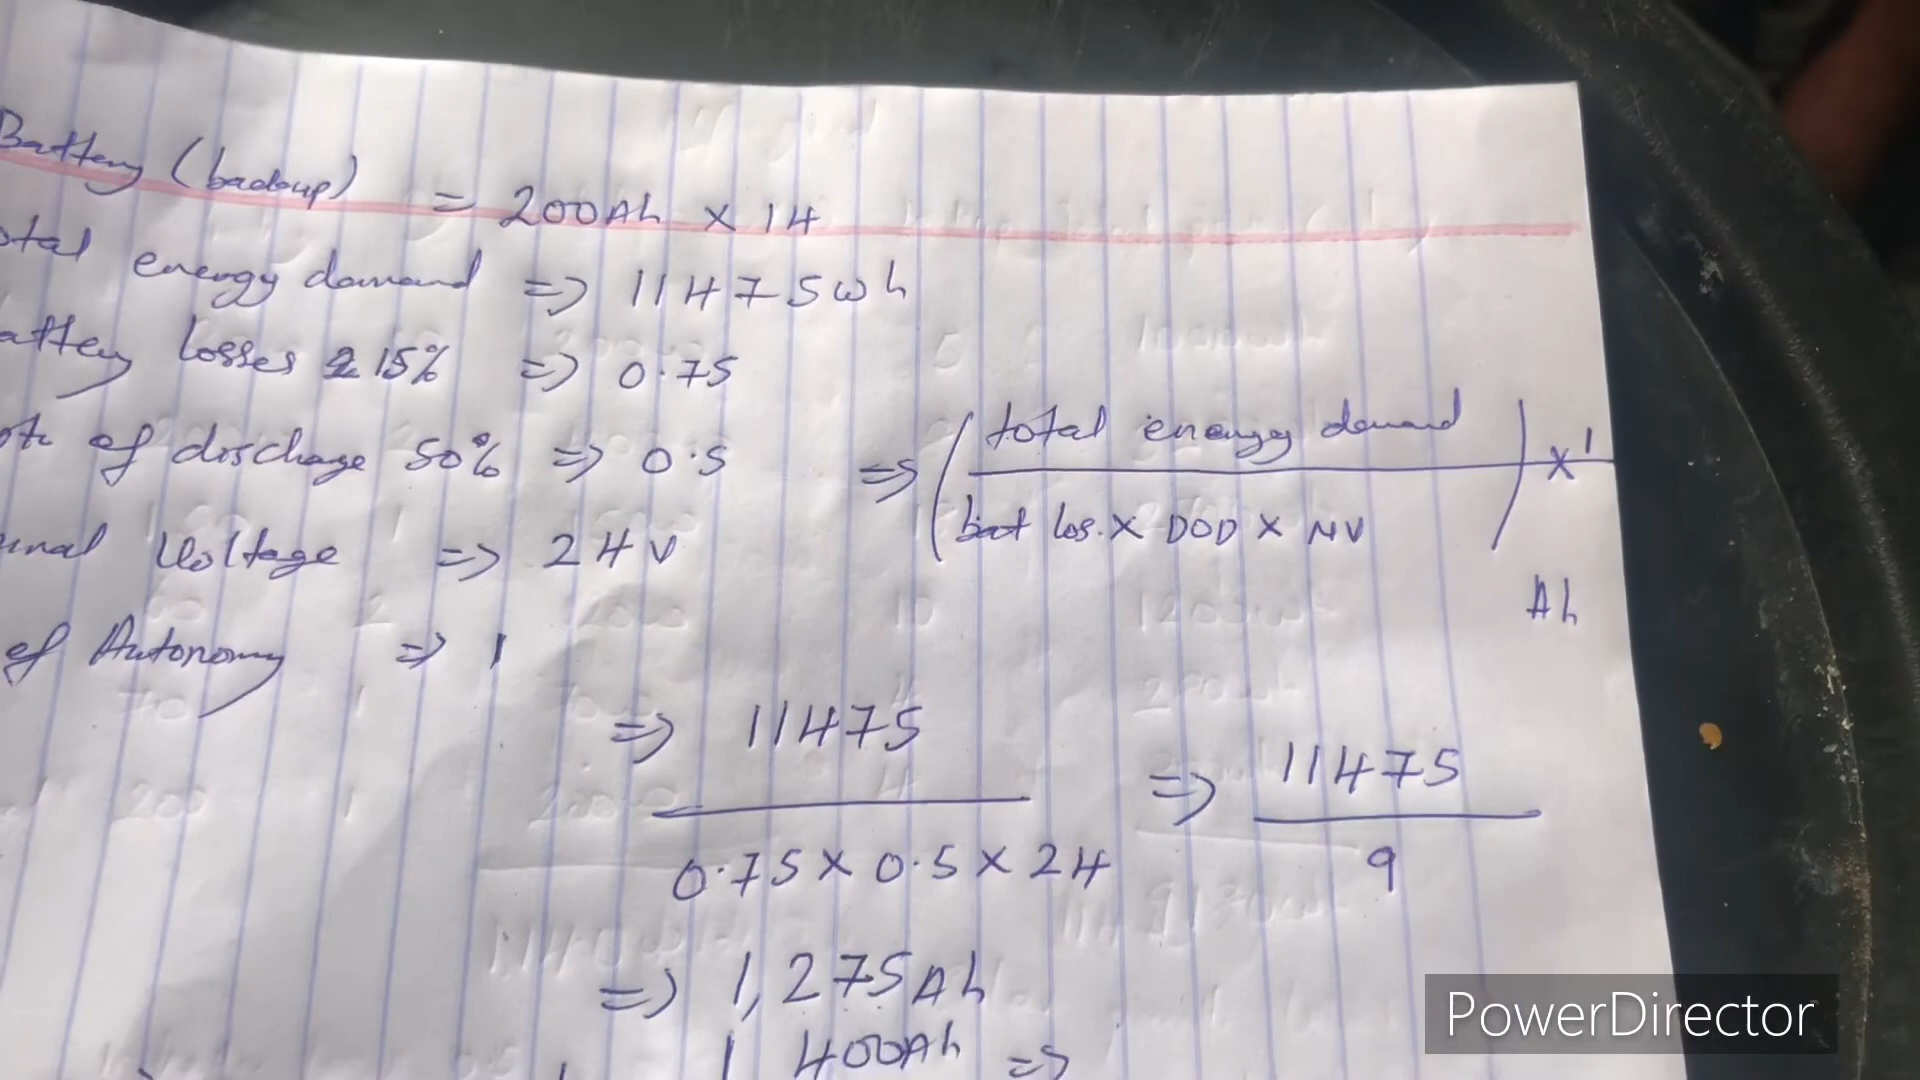 Battery (backup) = 200Ah x 14
otal energy demand => 11475wh
attery losses 15% => 0.75
of discharge 50% => 0.5
=> (total energy demand / bat los. x DOD x NV) x 1
Ah
inal Voltage => 24V
of Autonomy => 1
=> 11475 / 0.75 x 0.5 x 24
=> 11475 / 9
=> 1,275Ah
1 400Ah =>
PowerDirector